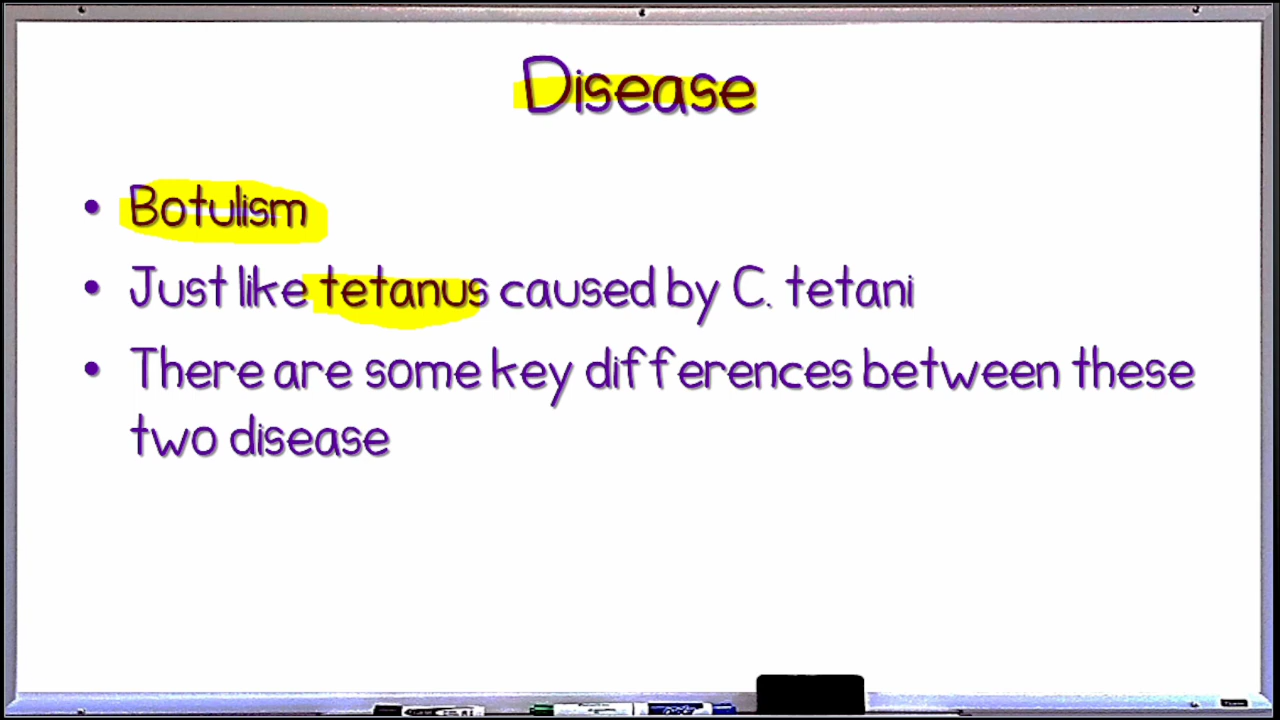 Disease
• Botulism
• Just like tetanus caused by C. tetani
• There are some key differences between these
two disease